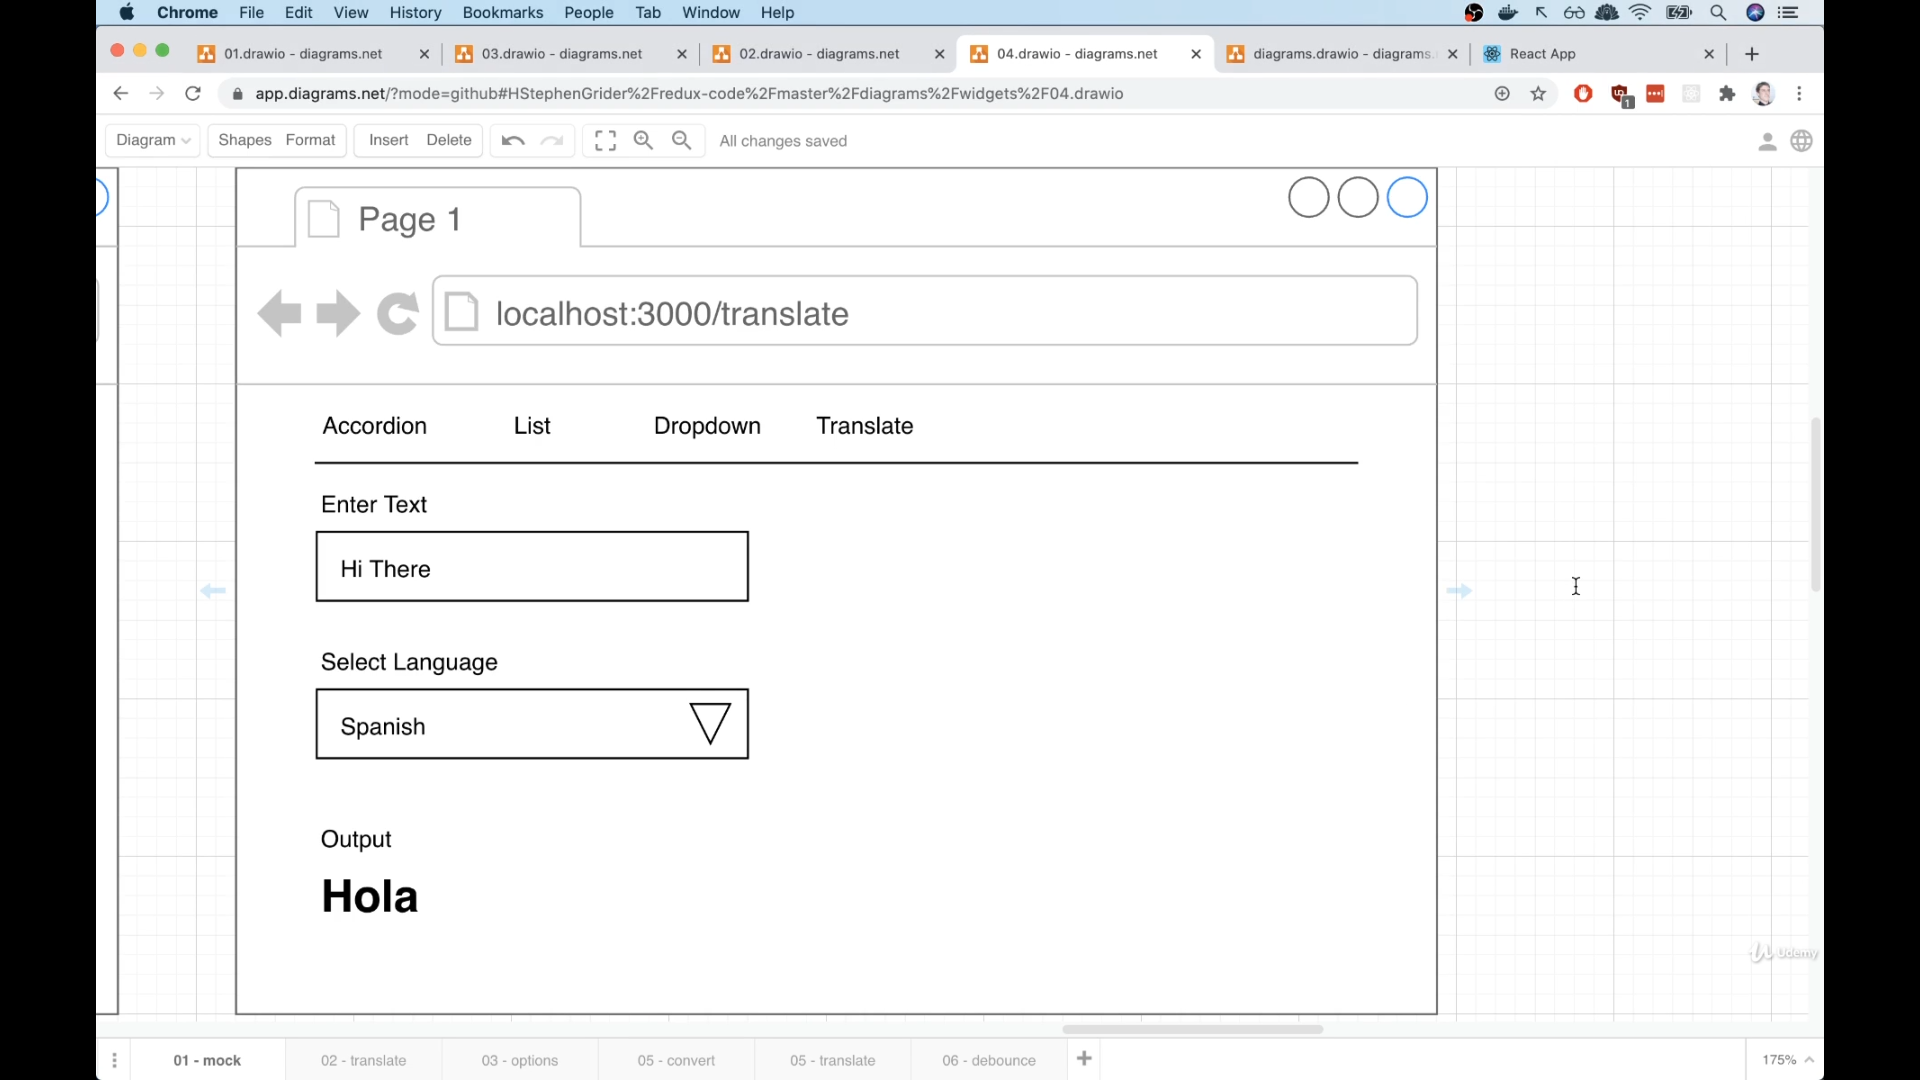 Chrome File Edit View History Bookmarks People Tab Window Help
01.drawio - diagrams.net
03.drawio - diagrams.net
02.drawio - diagrams.net
04.drawio - diagrams.net
diagrams.drawio - diagrams.
React App
app.diagrams.net/?mode=github#HStephenGrider%2Fredux-code%2Fmaster%2Fdiagrams%2Fwidgets%2F04.drawio
1
Diagram Shapes Format Insert Delete All changes saved
Page 1
localhost:3000/translate
Accordion List Dropdown Translate
Enter Text
Hi There
Select Language
Spanish
Output
Hola
Udemy
01 - mock 02 - translate 03 - options 05 - convert 05 - translate 06 - debounce 175%